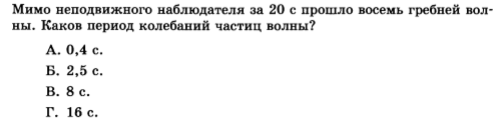 Мимо неподвижного наблюдателя за 20 с прошло восемь гребней вол-
ны. Каков период колебаний частиц волны?
А. 0,4 с.
Б. 2,5 с.
В. 8 с.
Г. 16 с.